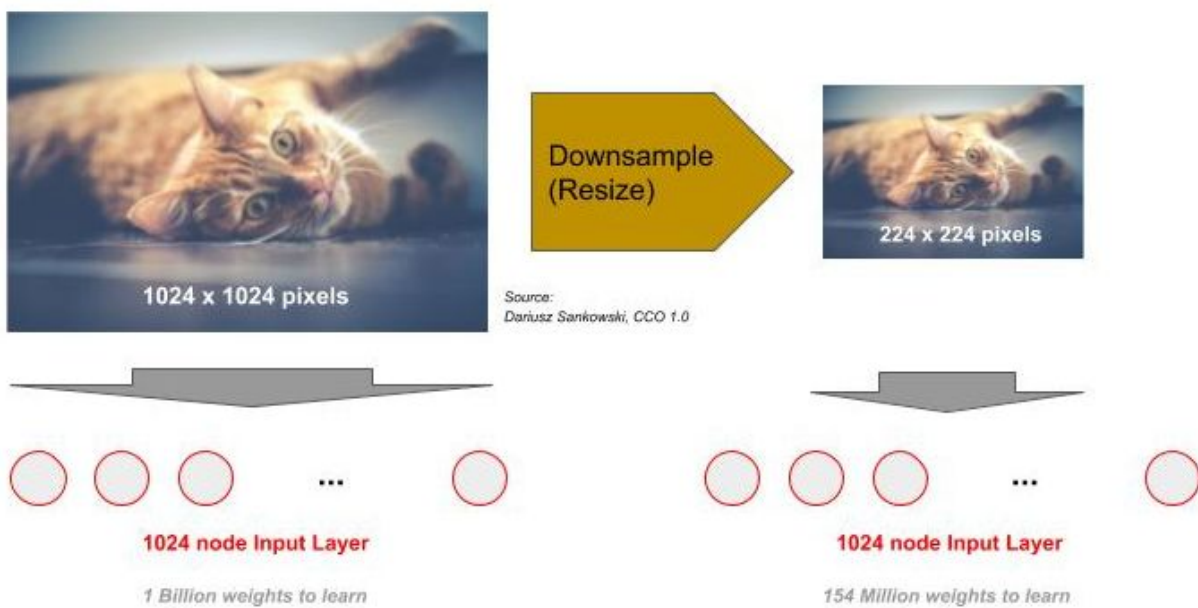 1024 x 1024 pixels
Downsample
(Resize)
224 x 224 pixels
Source:
Dariusz Sankowski, CCO 1.0
...
1024 node Input Layer
1 Billion weights to learn
...
1024 node Input Layer
154 Million weights to learn